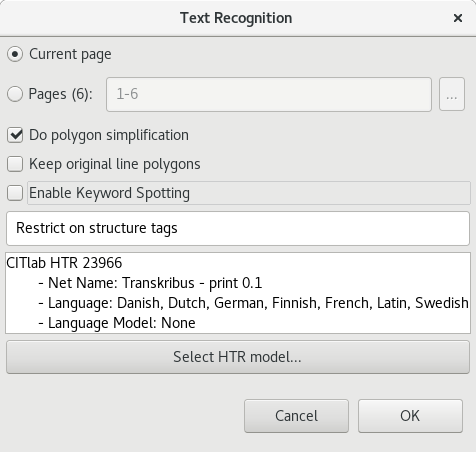 Text Recognition ×
Current page
Pages (6): 1-6 ...
Do polygon simplification
Keep original line polygons
Enable Keyword Spotting
Restrict on structure tags
CITlab HTR 23966
- Net Name: Transkribus - print 0.1
- Language: Danish, Dutch, German, Finnish, French, Latin, Swedish
- Language Model: None
Select HTR model...
Cancel OK